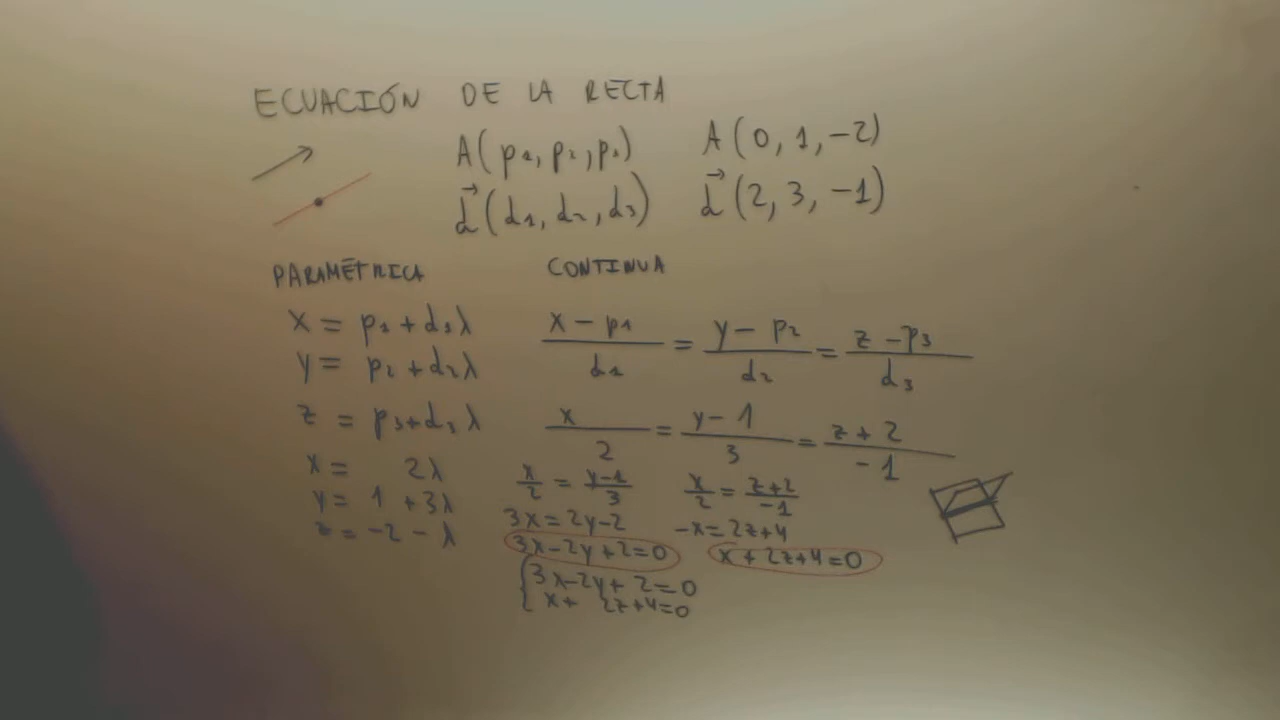 ECUACIÓN DE LA RECTA
A(p₁, p₂, p₃) A(0, 1, -2)
d⃗(d₁, d₂, d₃) d⃗(2, 3, -1)
PARAMÉTRICA CONTINUA
x = p₁ + d₁λ
y = p₂ + d₂λ
z = p₃ + d₃λ
(x - p₁)/d₁ = (y - p₂)/d₂ = (z - p₃)/d₃
x/2 = (y - 1)/3 = (z + 2)/-1
x = 2λ
y = 1 + 3λ
z = -2 - λ
x/2 = (y-1)/3 x/2 = (z+2)/-1
3x = 2y-2 -x = 2z+4
3x-2y+2=0 x+2z+4=0
{3x-2y+2=0
x+ 2z+4=0